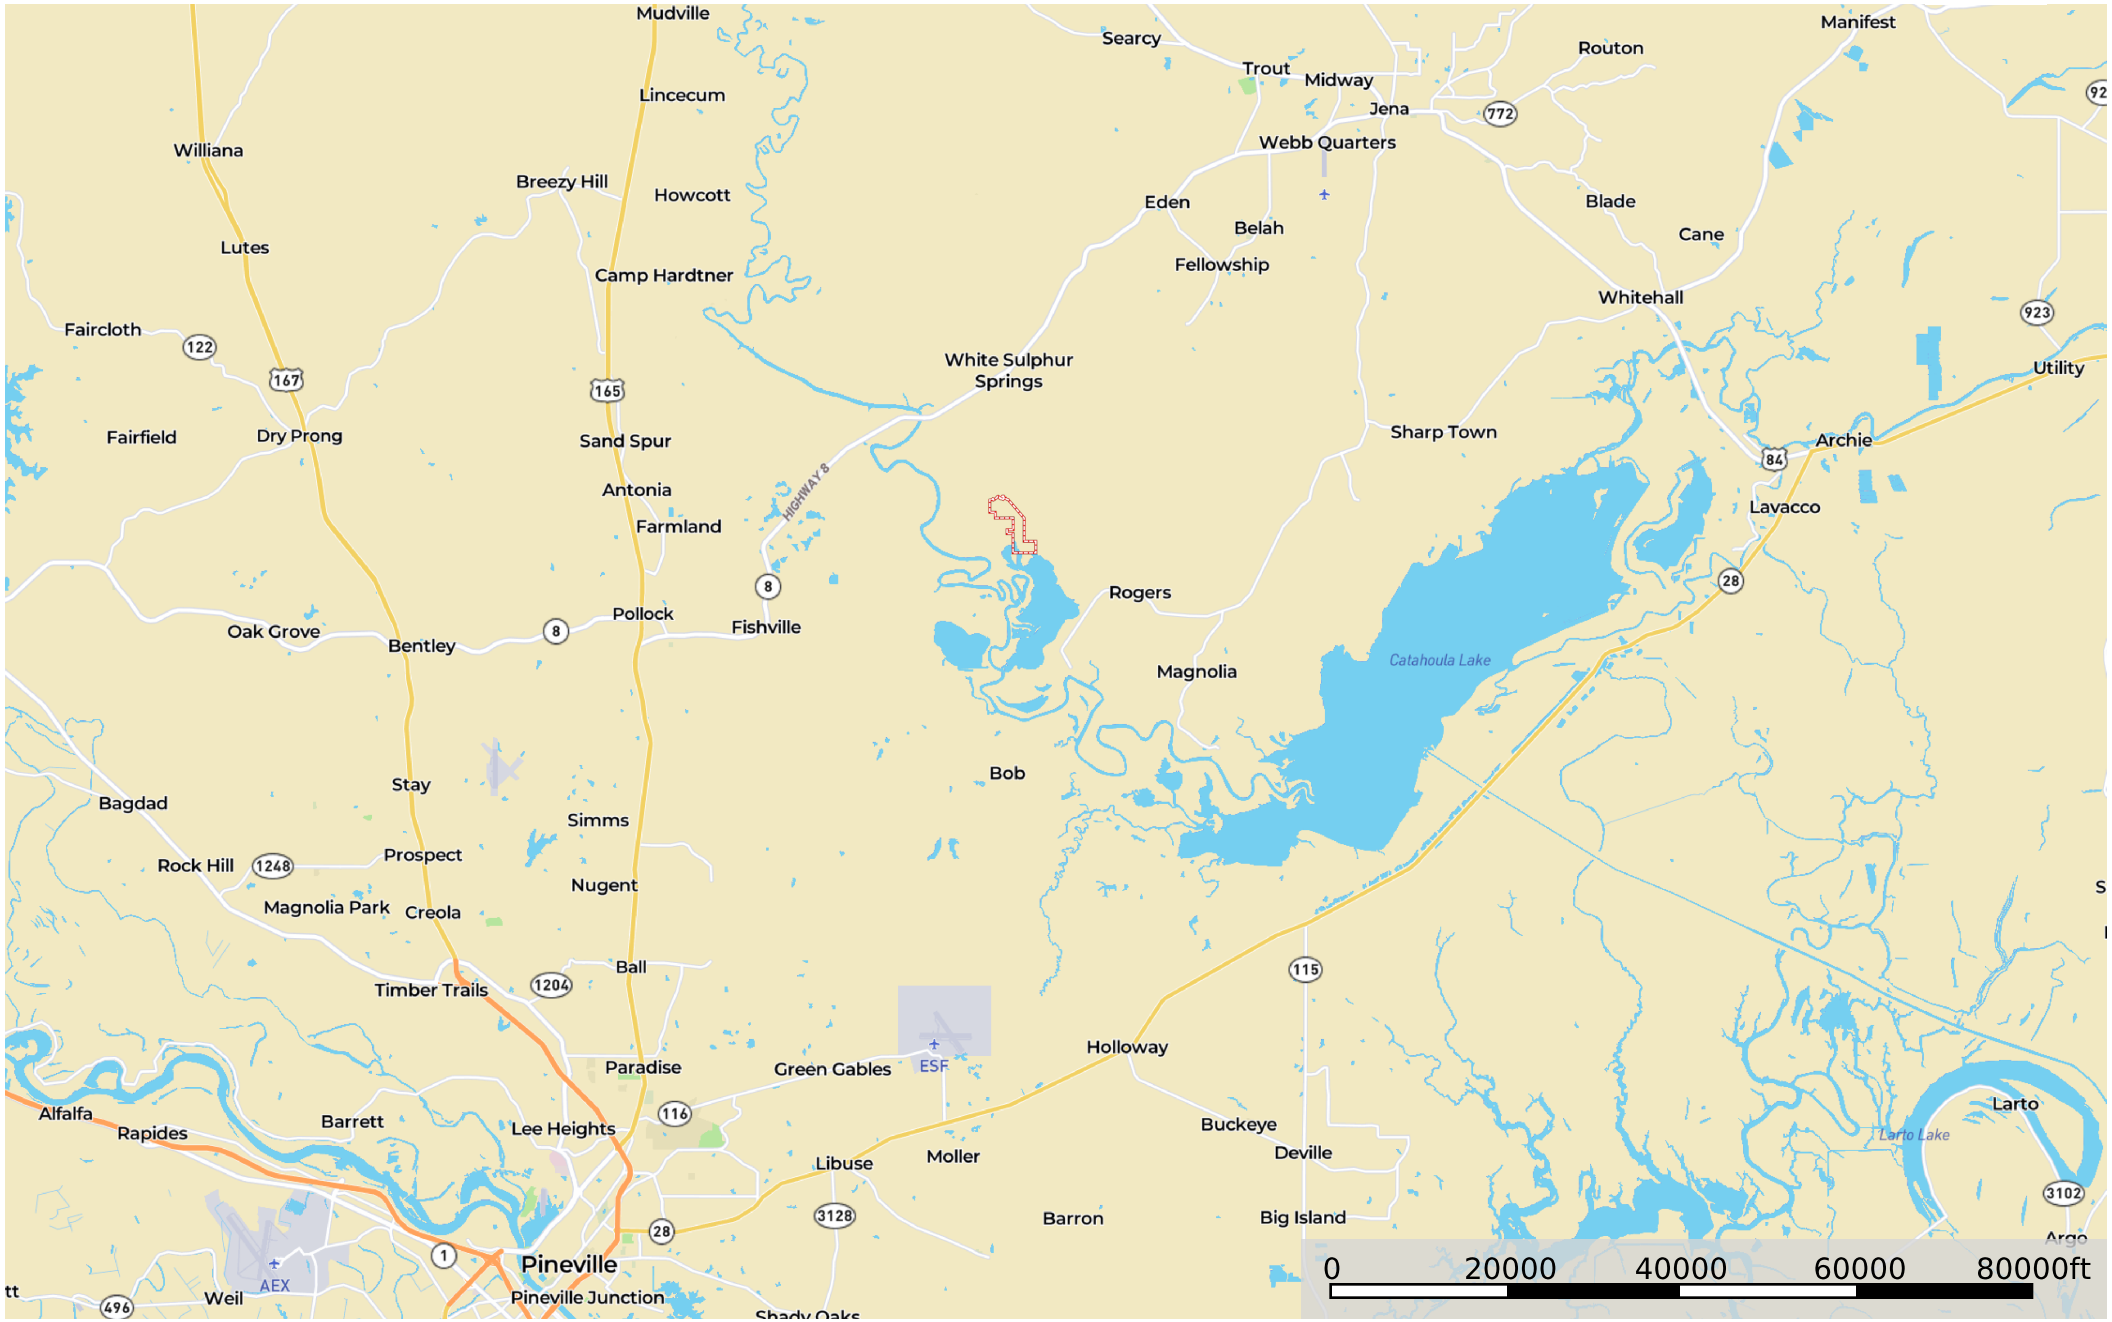 Mudville
Manifest
Searcy
Routon
Trout
Midway
Lincecum
92
Jena
772
Webb Quarters
Williana
Breezy Hill
Howcott
Eden
Blade
Belah
Cane
Lutes
Fellowship
Camp Hardtner
Whitehall
923
Faircloth
122
White Sulphur
Springs
Utility
167
165
Sharp Town
Dry Prong
Fairfield
Sand Spur
Archie
84
HIGHWAY 8
Antonia
Lavacco
Farmland
28
8
Rogers
Pollock
Fishville
Oak Grove
8
Bentley
Catahoula Lake
Magnolia
Bob
Stay
Bagdad
Simms
Prospect
Rock Hill
1248
Nugent
S
Magnolia Park
Creola
Ball
115
1204
Timber Trails
Holloway
Paradise
Green Gables
ESF
Larto
Alfalfa
116
Barrett
Lee Heights
Buckeye
Rapides
Larto Lake
Deville
Moller
Libuse
3102
3128
Barron
Big Island
28
Argo
1
Pineville
AEX
tt
Weil
Pineville Junction
496
Shady Oaks
0 20000 40000 60000 80000ft